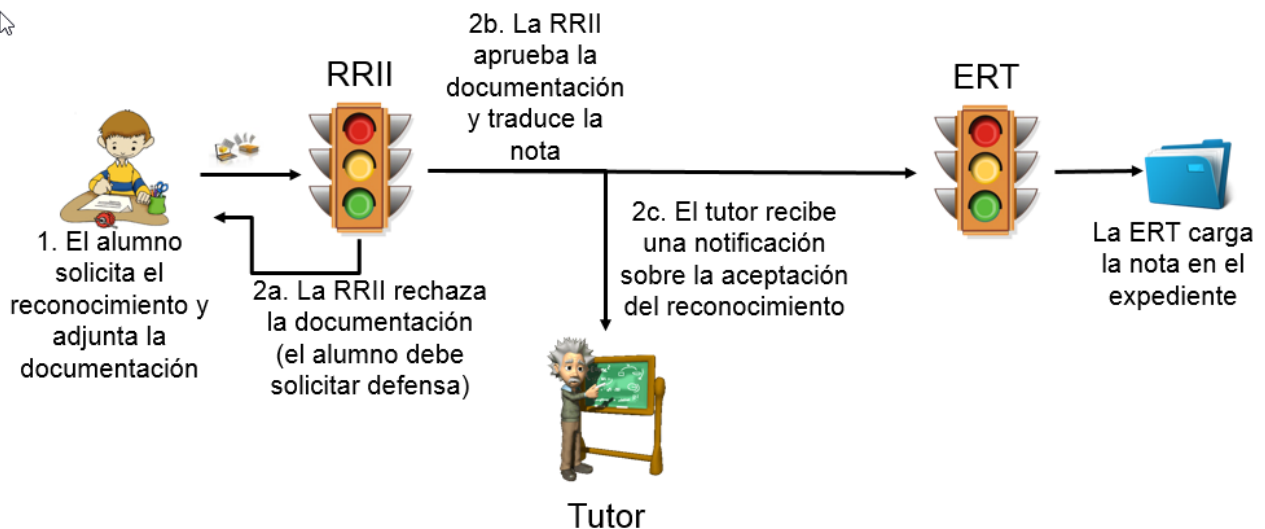 1. El alumno
solicita el
reconocimiento y
adjunta la
documentación
RRII
2a. La RRII rechaza
la documentación
(el alumno debe
solicitar defensa)
2b. La RRII
aprueba la
documentación
y traduce la
nota
2c. El tutor recibe
una notificación
sobre la aceptación
del reconocimiento
Tutor
ERT
La ERT carga
la nota en el
expediente